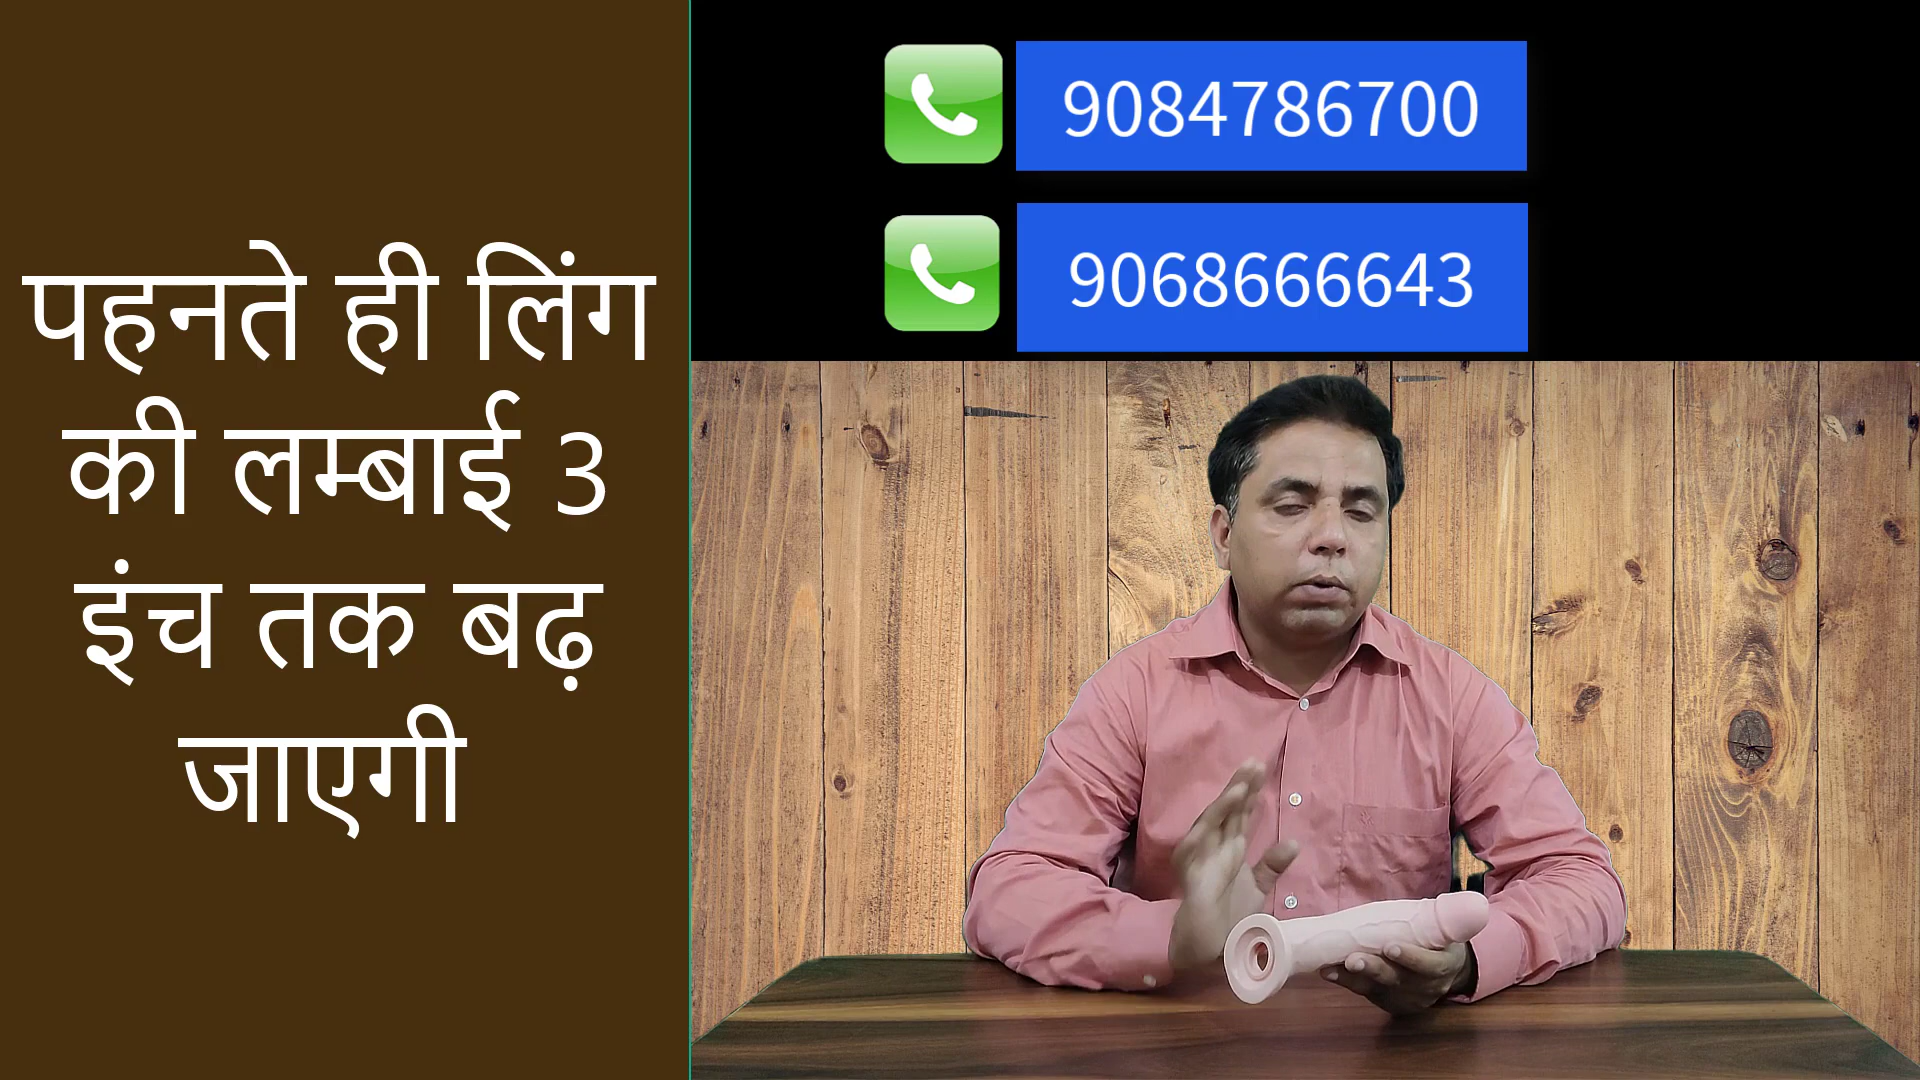 पहनते ही लिंग
की लम्बाई 3
इंच तक बढ़
जाएगी
9084786700
9068666643